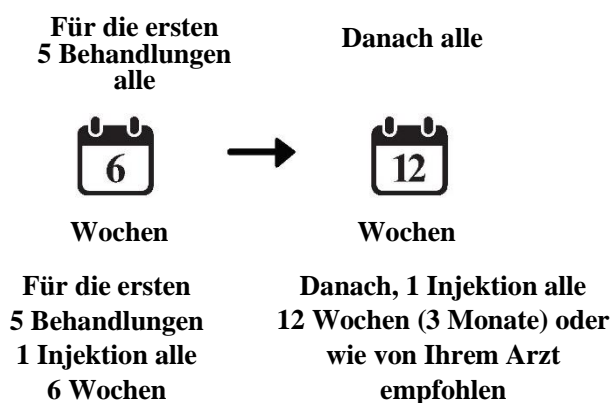 Für die ersten
5 Behandlungen
alle
Danach alle
6
12
Wochen
Wochen
Für die ersten
5 Behandlungen
1 Injektion alle
6 Wochen
Danach, 1 Injektion alle
12 Wochen (3 Monate) oder
wie von Ihrem Arzt
empfohlen